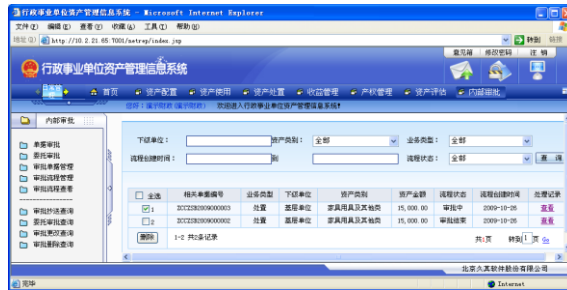 行政事业单位资产管理信息系统 - Microsoft Internet Explorer
文件(F) 编辑(E) 查看(V) 收藏(A) 工具(T) 帮助(H)
地址(D) http://10.2.21.65:7001/netrep/index.jsp 转到 链接
行政事业单位资产管理信息系统
意见箱 修改密码 注 销
首页 资产配置 资产使用 资产处置 收益管理 产权管理 资产评估 内部审批
欢迎进入行政事业单位资产管理信息系统!
内部审批
单据审批
委托审批
审批单据管理
审批流程管理
审批流程查看
审批抄送查询
委托审批查询
审批更改查询
审批删除查询
下级单位: 资产类别: 全部 业务类型: 全部
流程创建时间: 到 流程状态: 全部 查 询
全选 相关单据编号 业务类型 下级单位 资产类别 资产金额 流程状态 流程创建时间 处理记录
1 ZCCZSB2009000003 处置 基层单位 家具用具及其他类 15,000.00 审批中 2009-10-26 查看
2 ZCCZSB2009000002 处置 基层单位 家具用具及其他类 15,000.00 审批结束 2009-10-26 查看
删除 1-2 共2条记录 共1页 转到 1 页 Go
北京久其软件股份有限公司
完毕 Internet